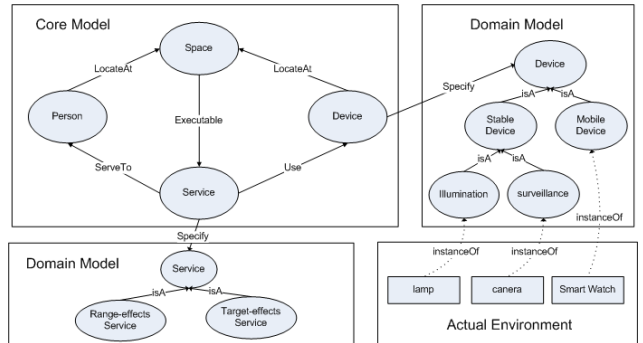 Core Model
Space
LocateAt
LocateAt
Person
Device
Executable
ServeTo
Use
Service
Specify
Specify
Domain Model
Device
isA
isA
Stable
Device
Mobile
Device
isA
isA
Illumination
surveillance
instanceOf
instanceOf
instanceOf
Domain Model
Service
isA
isA
Range-effects
Service
Target-effects
Service
lamp
canera
Smart Watch
Actual Environment